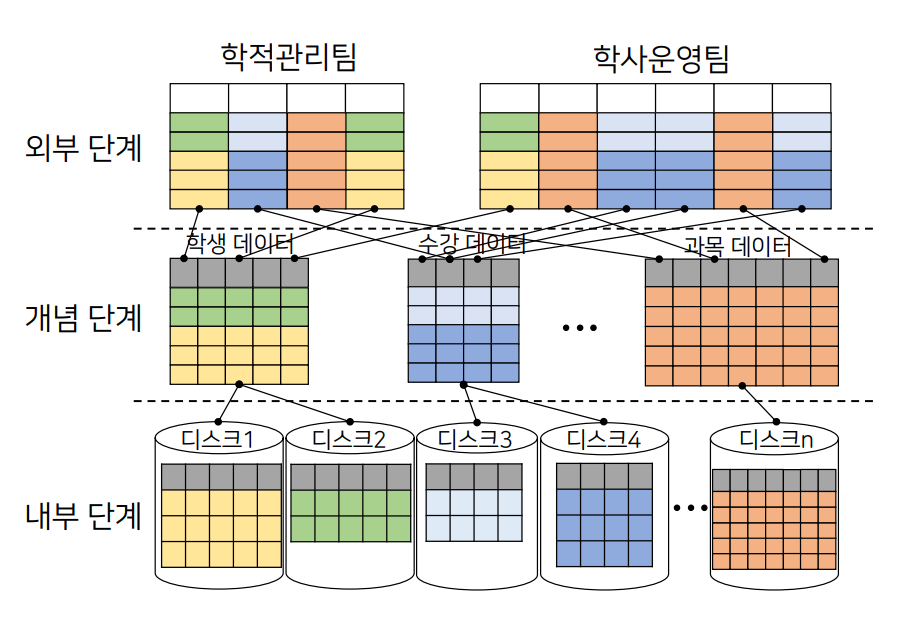 학적관리팀
학사운영팀
외부 단계
학생 데이터
수강 데이터
과목 데이터
개념 단계
디스크1
디스크2
디스크3
디스크4
디스크n
내부 단계